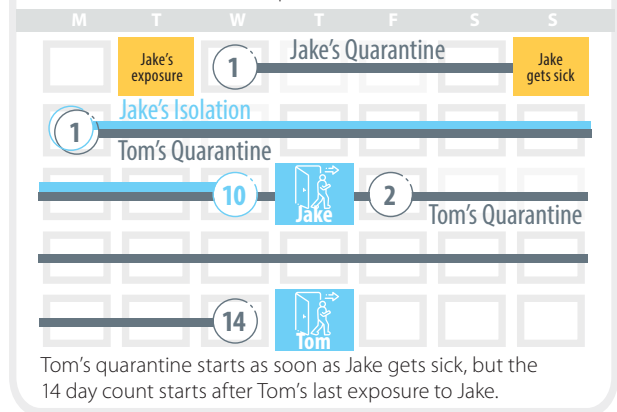 M T W T F S S
Jake's
exposure
1
Jake's Quarantine
Jake
gets sick
Jake's Isolation
1
Tom's Quarantine
10
Jake
2
Tom's Quarantine
14
Tom
Tom's quarantine starts as soon as Jake gets sick, but the
14 day count starts after Tom's last exposure to Jake.